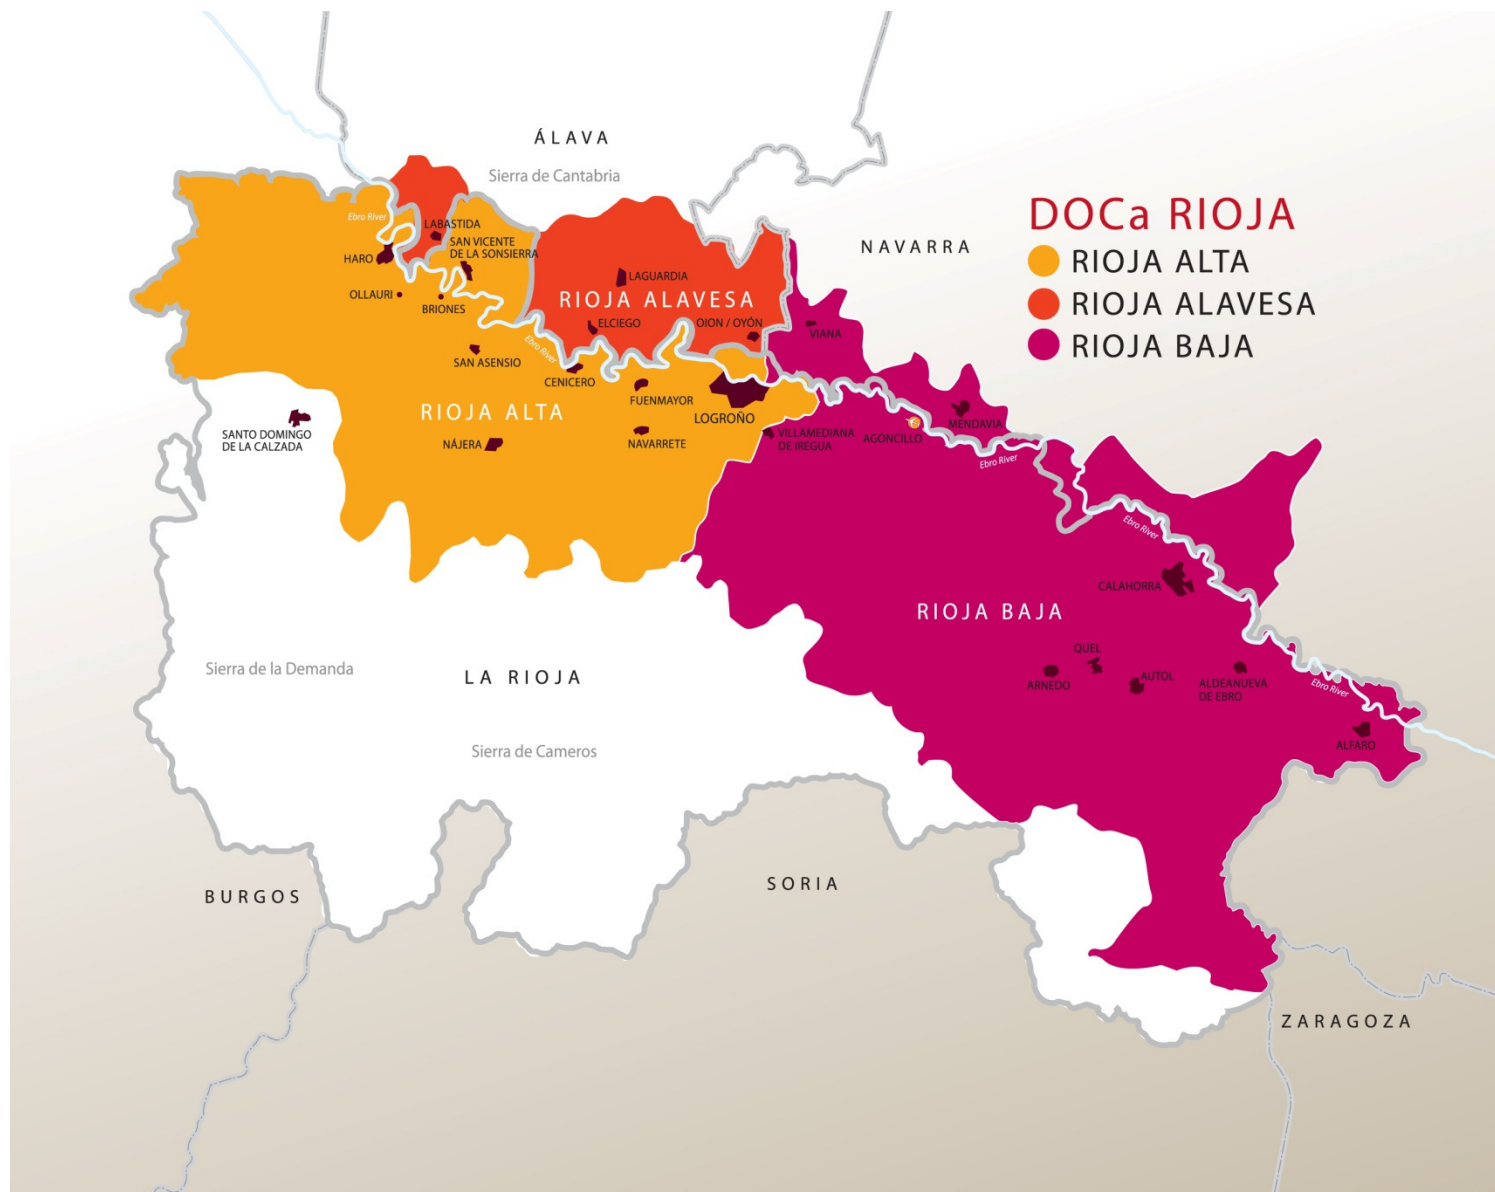 ÁLAVA
Sierra de Cantabria
DOCa RIOJA
RIOJA ALTA
RIOJA ALAVESA
RIOJA BAJA
NAVARRA
Ebro River
LABASTIDA
SAN VICENTE
DE LA SONSIERRA
HARO
OLLAURI
BRIONES
LAGUARDIA
RIOJA ALAVESA
ELCIEGO
OION / OYÓN
VIANA
Ebro River
SAN ASENSIO
CENICERO
FUENMAYOR
LOGROÑO
RIOJA ALTA
NÁJERA
NAVARRETE
SANTO DOMINGO
DE LA CALZADA
VILLAMEDIANA
DE IREGUA
AGONCILLO
MENDAVIA
Ebro River
Ebro River
CALAHORRA
RIOJA BAJA
QUEL
ARNEDO
AUTOL
ALDEANUEVA
DE EBRO
Ebro River
ALFARO
Sierra de la Demanda
LA RIOJA
Sierra de Cameros
BURGOS
SORIA
ZARAGOZA